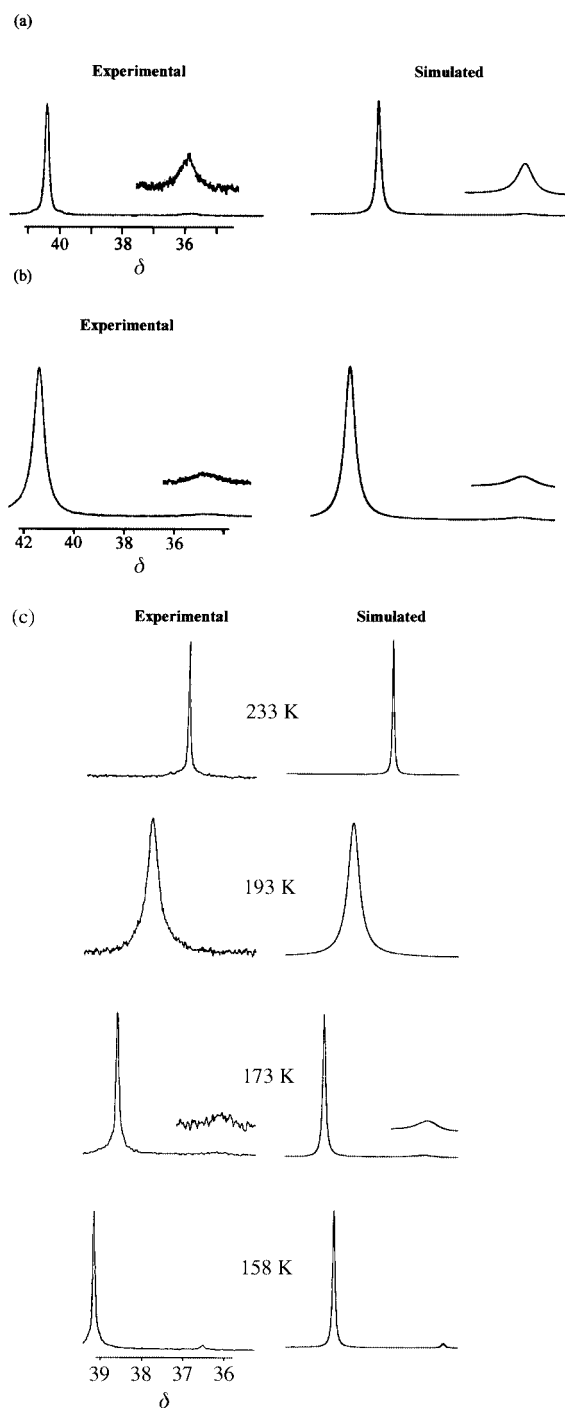 (a)
Experimental Simulated
40 38 36
δ
(b)
Experimental
42 40 38 36
δ
(c)
Experimental Simulated
233 K
193 K
173 K
158 K
39 38 37 36
δ